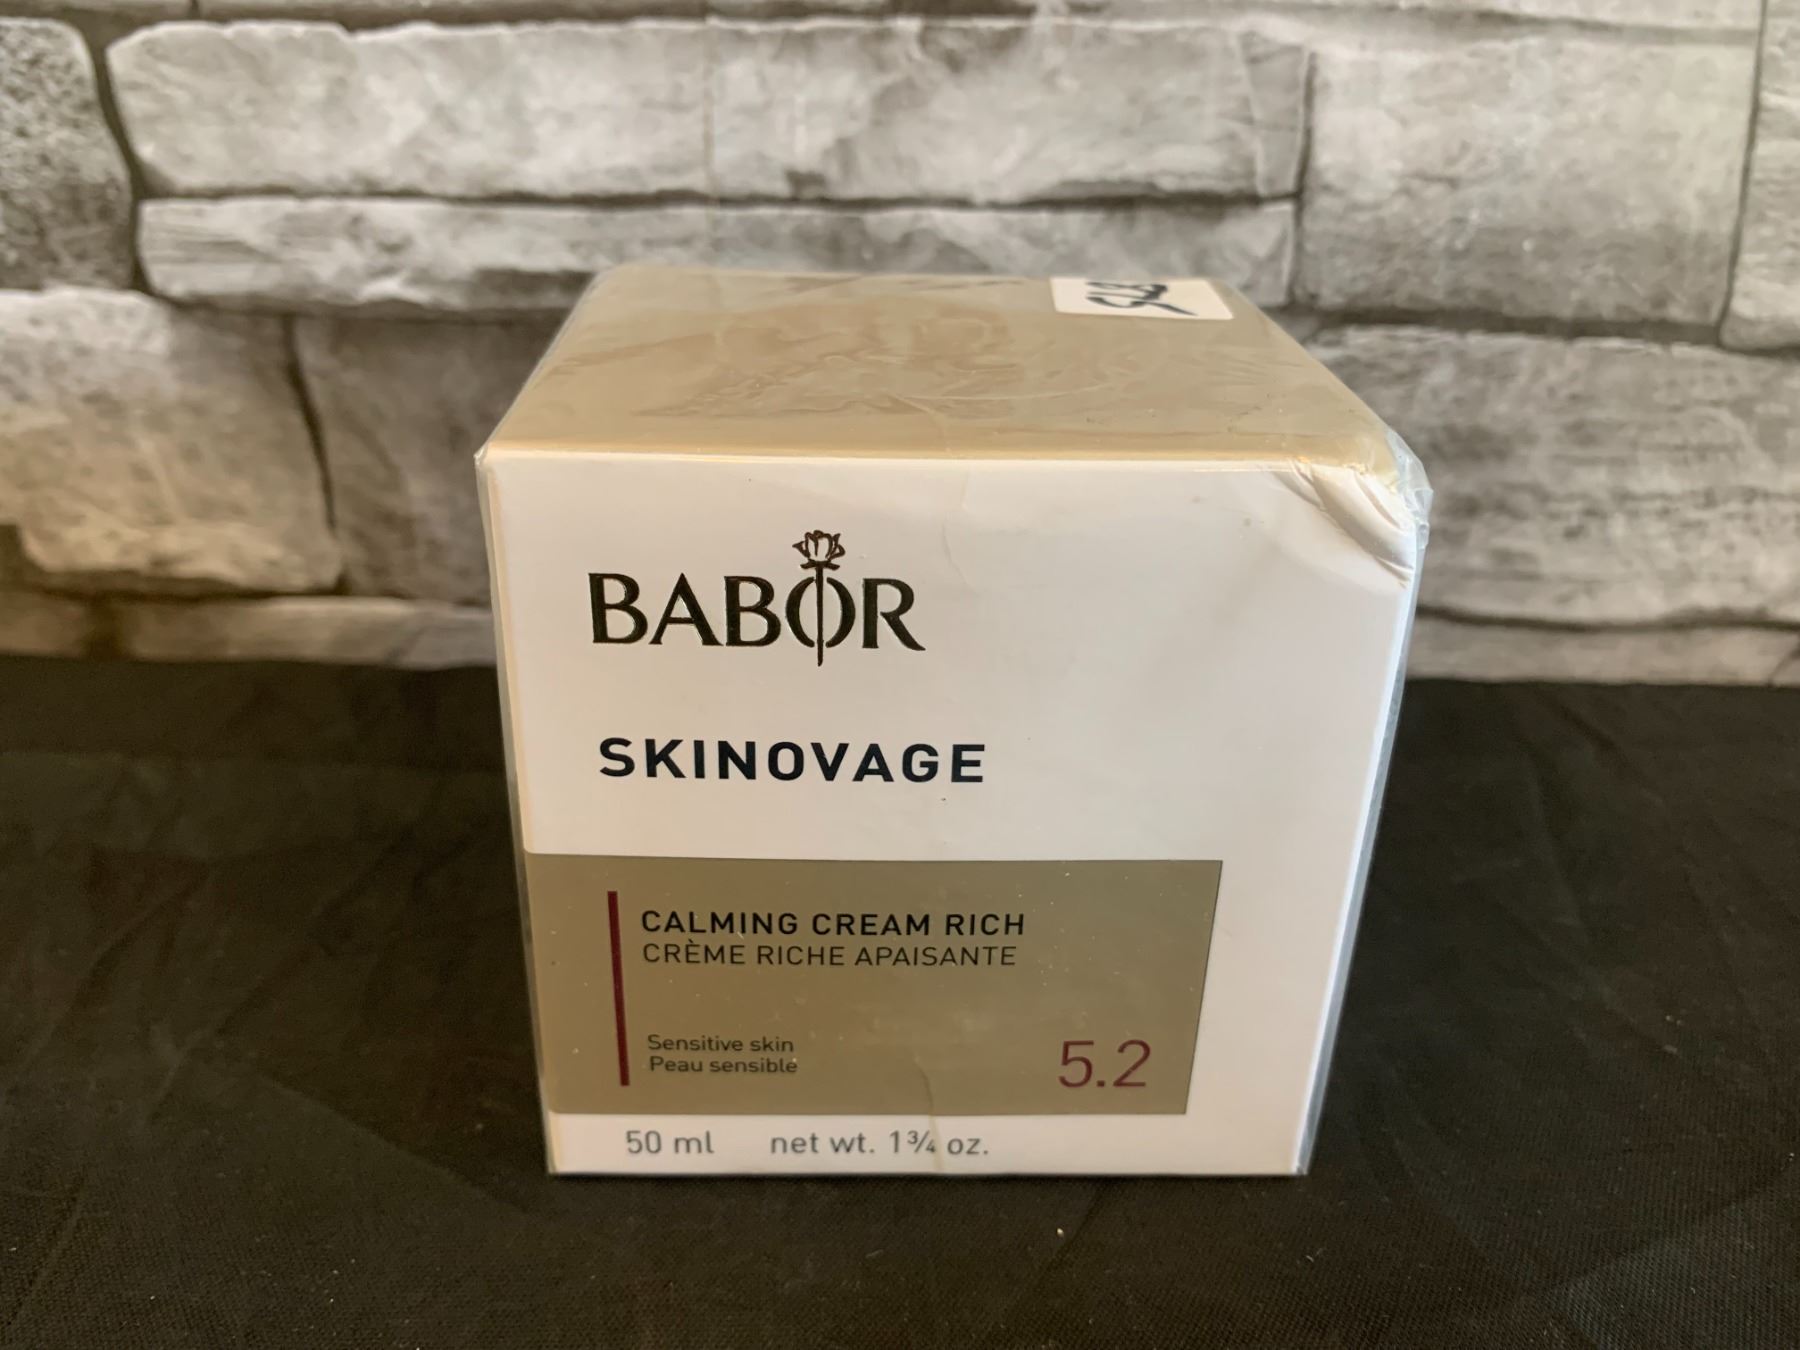 BABOR
SKINOVAGE
CALMING CREAM RICH
CRÈME RICHE APAISANTE
Sensitive skin
Peau sensible
5.2
50 ml net wt. 1¾ oz.